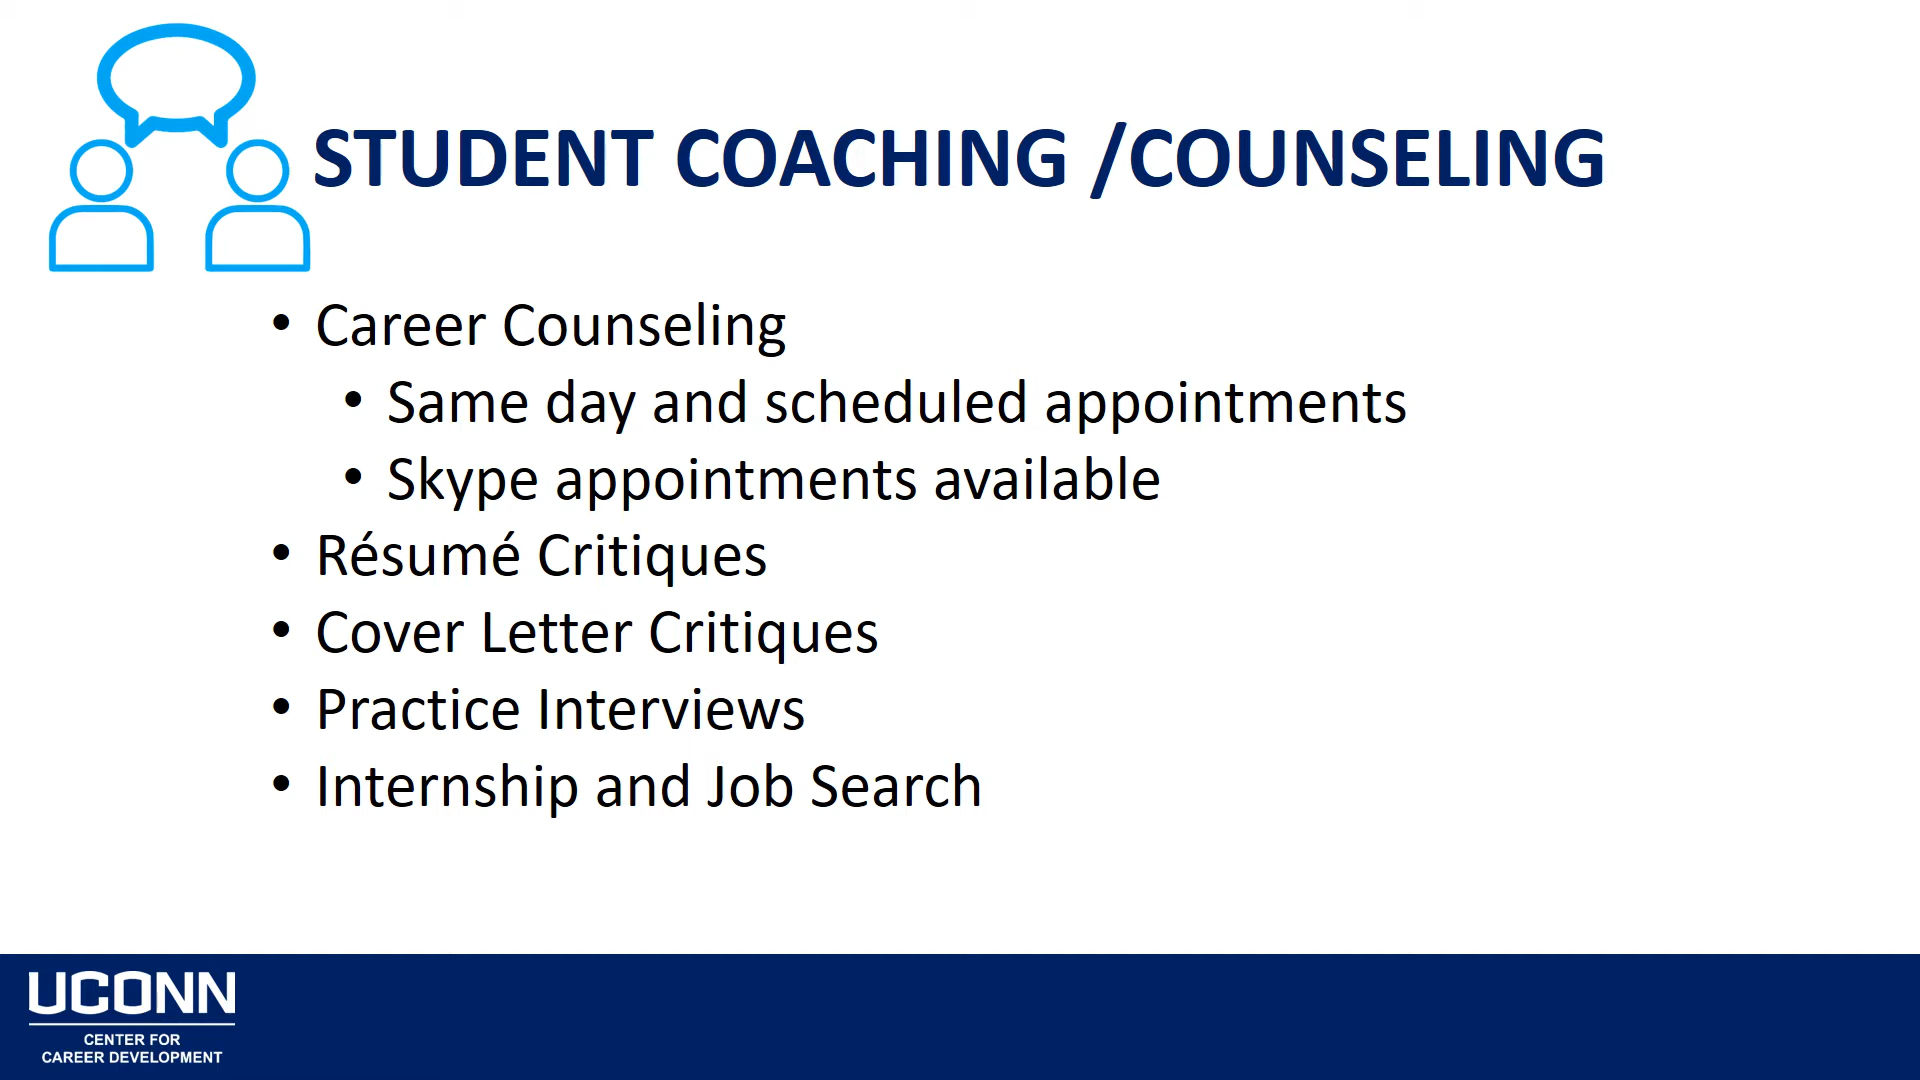 STUDENT COACHING /COUNSELING
• Career Counseling
• Same day and scheduled appointments
• Skype appointments available
• Résumé Critiques
• Cover Letter Critiques
• Practice Interviews
• Internship and Job Search
UCONN
CENTER FOR
CAREER DEVELOPMENT